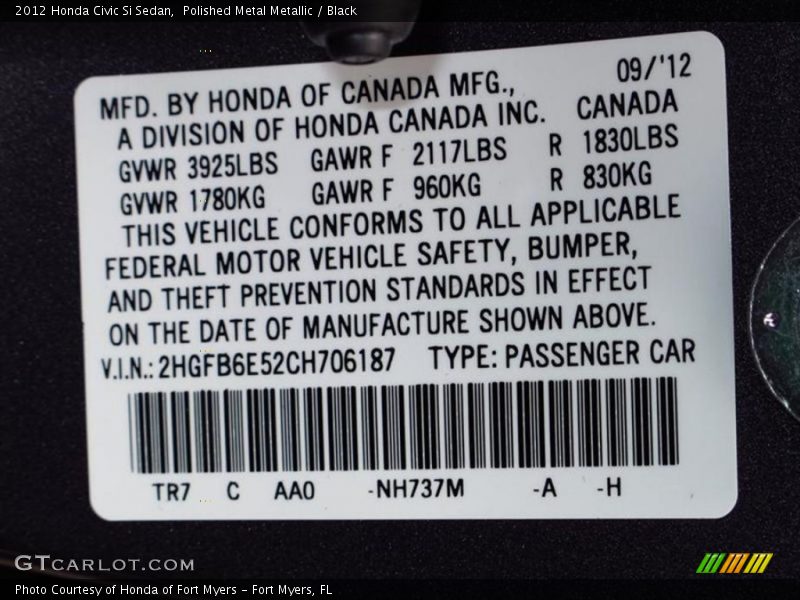 2012 Honda Civic Si Sedan, Polished Metal Metallic / Black
09/'12
MFD. BY HONDA OF CANADA MFG.,
A DIVISION OF HONDA CANADA INC. CANADA
GVWR 3925LBS GAWR F 2117LBS R 1830LBS
GVWR 1780KG GAWR F 960KG R 830KG
THIS VEHICLE CONFORMS TO ALL APPLICABLE
FEDERAL MOTOR VEHICLE SAFETY, BUMPER,
AND THEFT PREVENTION STANDARDS IN EFFECT
ON THE DATE OF MANUFACTURE SHOWN ABOVE.
V.I.N.: 2HGFB6E52CH706187 TYPE: PASSENGER CAR
TR7 C AA0 -NH737M -A -H
GTCARLOT.COM
Photo Courtesy of Honda of Fort Myers – Fort Myers, FL